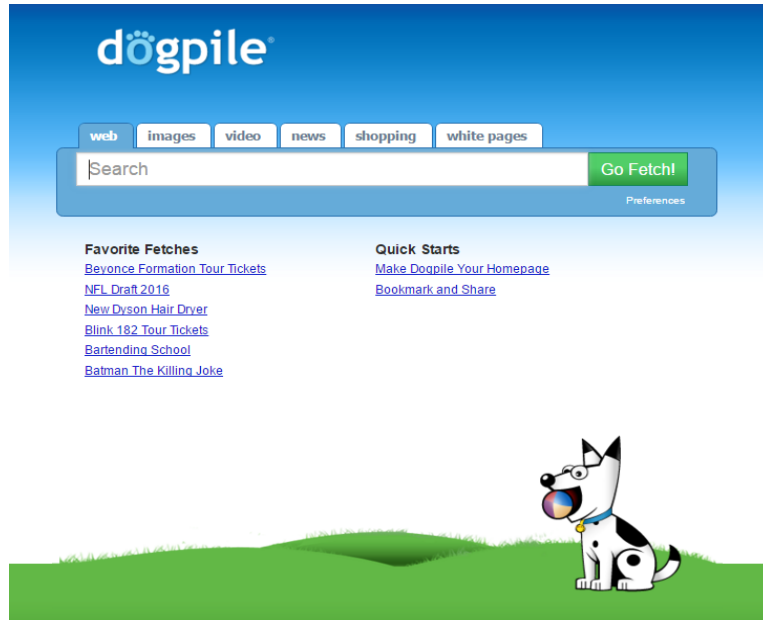 dögpile®
web images video news shopping white pages
Search Go Fetch!
Preferences
Favorite Fetches
Beyonce Formation Tour Tickets
NFL Draft 2016
New Dyson Hair Dryer
Blink 182 Tour Tickets
Bartending School
Batman The Killing Joke
Quick Starts
Make Dogpile Your Homepage
Bookmark and Share